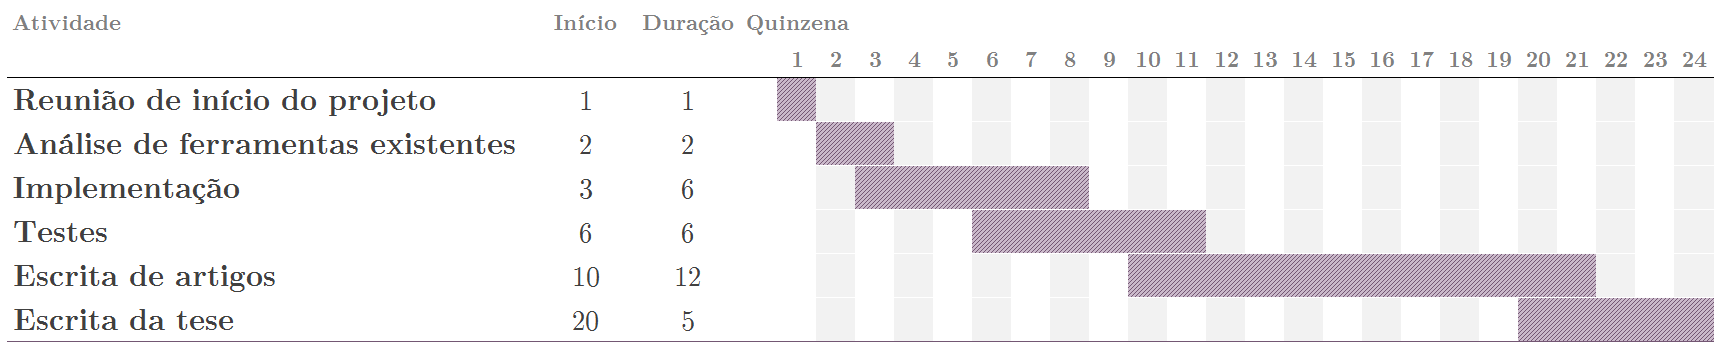 Atividade Início Duração Quinzena
1 2 3 4 5 6 7 8 9 10 11 12 13 14 15 16 17 18 19 20 21 22 23 24
Reunião de início do projeto 1 1
Análise de ferramentas existentes 2 2
Implementação 3 6
Testes 6 6
Escrita de artigos 10 12
Escrita da tese 20 5